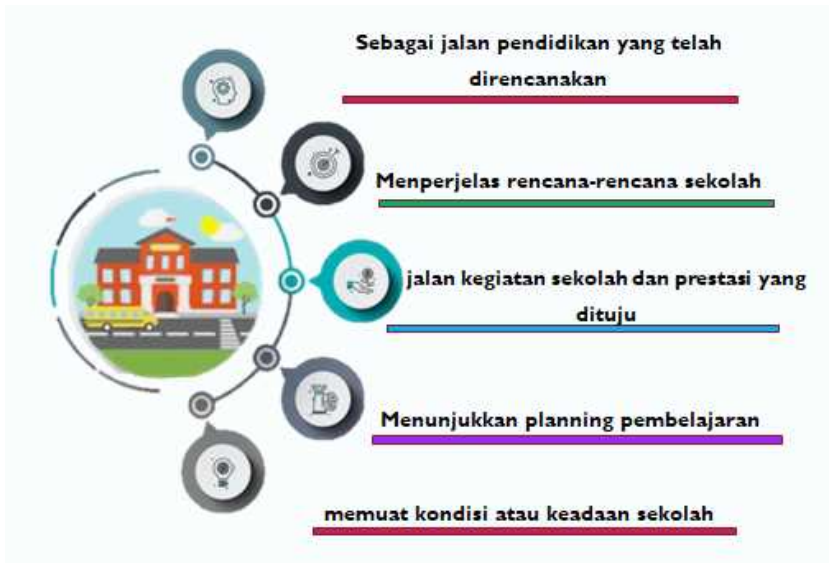 Sebagai jalan pendidikan yang telah
direncanakan
Menperjelas rencana-rencana sekolah
jalan kegiatan sekolah dan prestasi yang
dituju
Menunjukkan planning pembelajaran
memuat kondisi atau keadaan sekolah